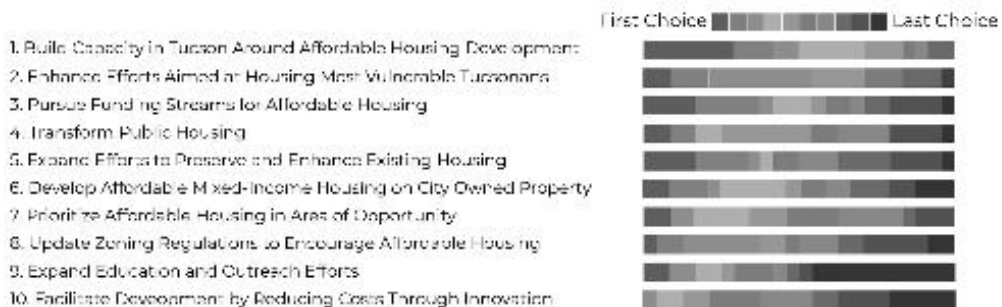 First Choice Last Choice
1. Build Capacity in Tucson Around Affordable Housing Development
2. Enhance Efforts Aimed at Housing Most Vulnerable Tucsonans
3. Pursue Funding Streams for Affordable Housing
4. Transform Public Housing
5. Expand Efforts to Preserve and Enhance Existing Housing
6. Develop Affordable Mixed-Income Housing on City Owned Property
7. Prioritize Affordable Housing in Area of Opportunity
8. Update Zoning Regulations to Encourage Affordable Housing
9. Expand Education and Outreach Efforts
10. Facilitate Deveopment by Reducing Costs Through Innovation